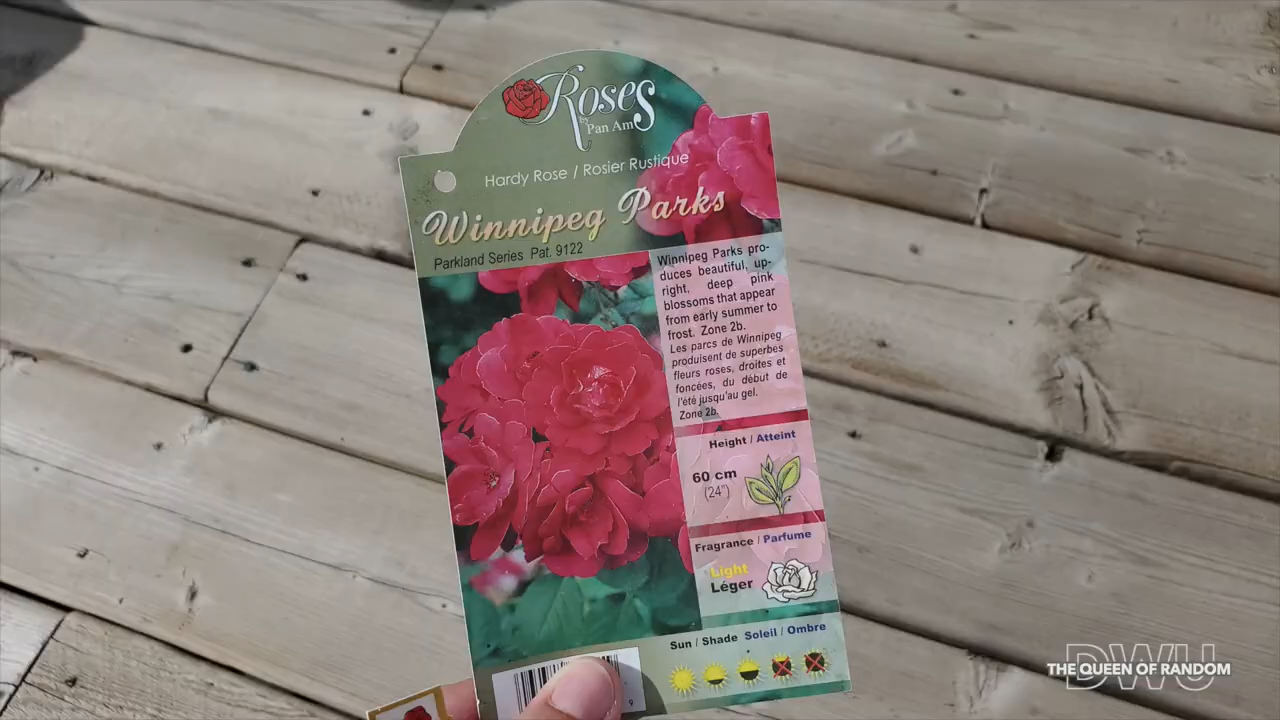 Roses
by Pan Am
Hardy Rose / Rosier Rustique
Winnipeg Parks
Parkland Series Pat. 9122
Winnipeg Parks pro-
duces beautiful, up-
right, deep pink
blossoms that appear
from early summer to
frost. Zone 2b.
Les parcs de Winnipeg
produisent de superbes
fleurs roses, droites et
foncées, du début de
l'été jusqu'au gel.
Zone 2b.
Height / Atteint
60 cm
(24")
Fragrance / Parfume
Light
Léger
Sun / Shade Soleil / Ombre
9
DWU
THE QUEEN OF RANDOM